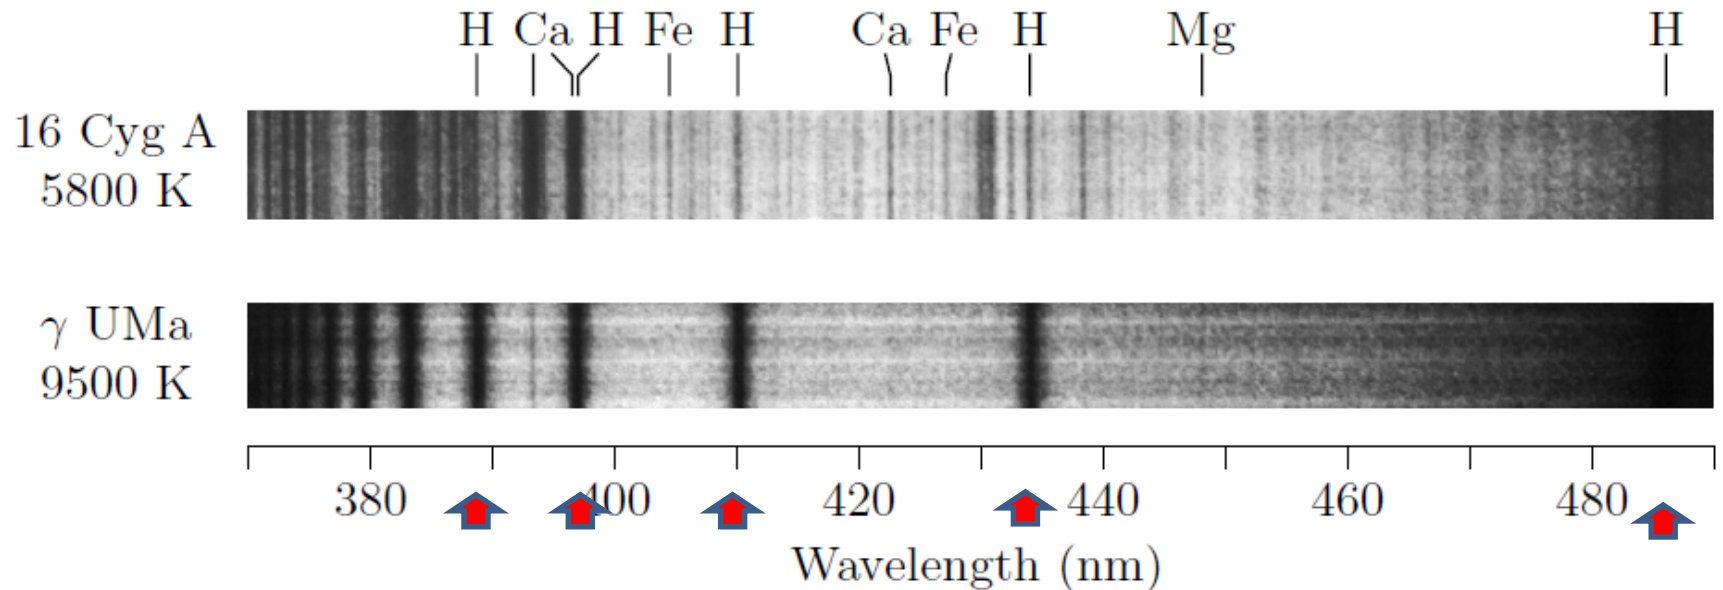 H Ca H Fe H Ca Fe H Mg H
16 Cyg A
5800 K
γ UMa
9500 K
380 400 420 440 460 480
Wavelength (nm)